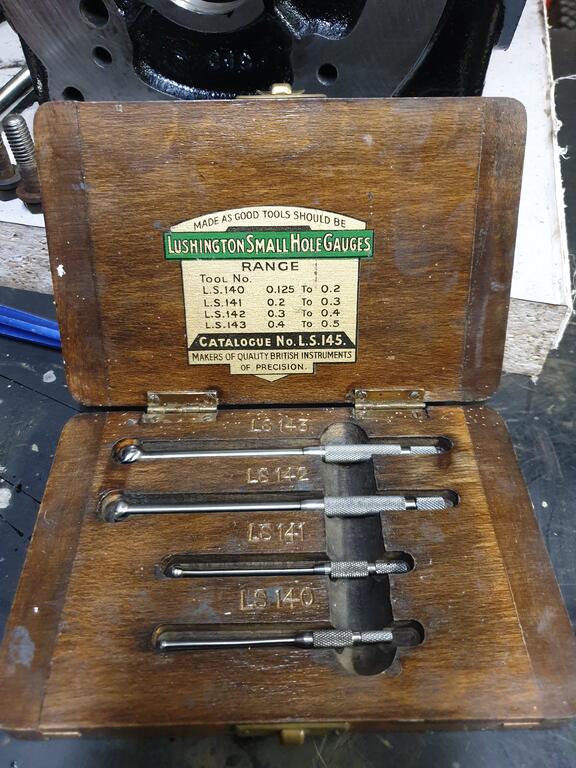 MADE AS GOOD TOOLS SHOULD BE
LUSHINGTON SMALL HOLE GAUGES
RANGE
TOOL NO.
L.S.140 0.125 TO 0.2
L.S.141 0.2 TO 0.3
L.S.142 0.3 TO 0.4
L.S.143 0.4 TO 0.5
CATALOGUE NO. L.S.145.
MAKERS OF QUALITY BRITISH INSTRUMENTS
OF PRECISION.
LS 143
LS 142
LS 141
LS 140